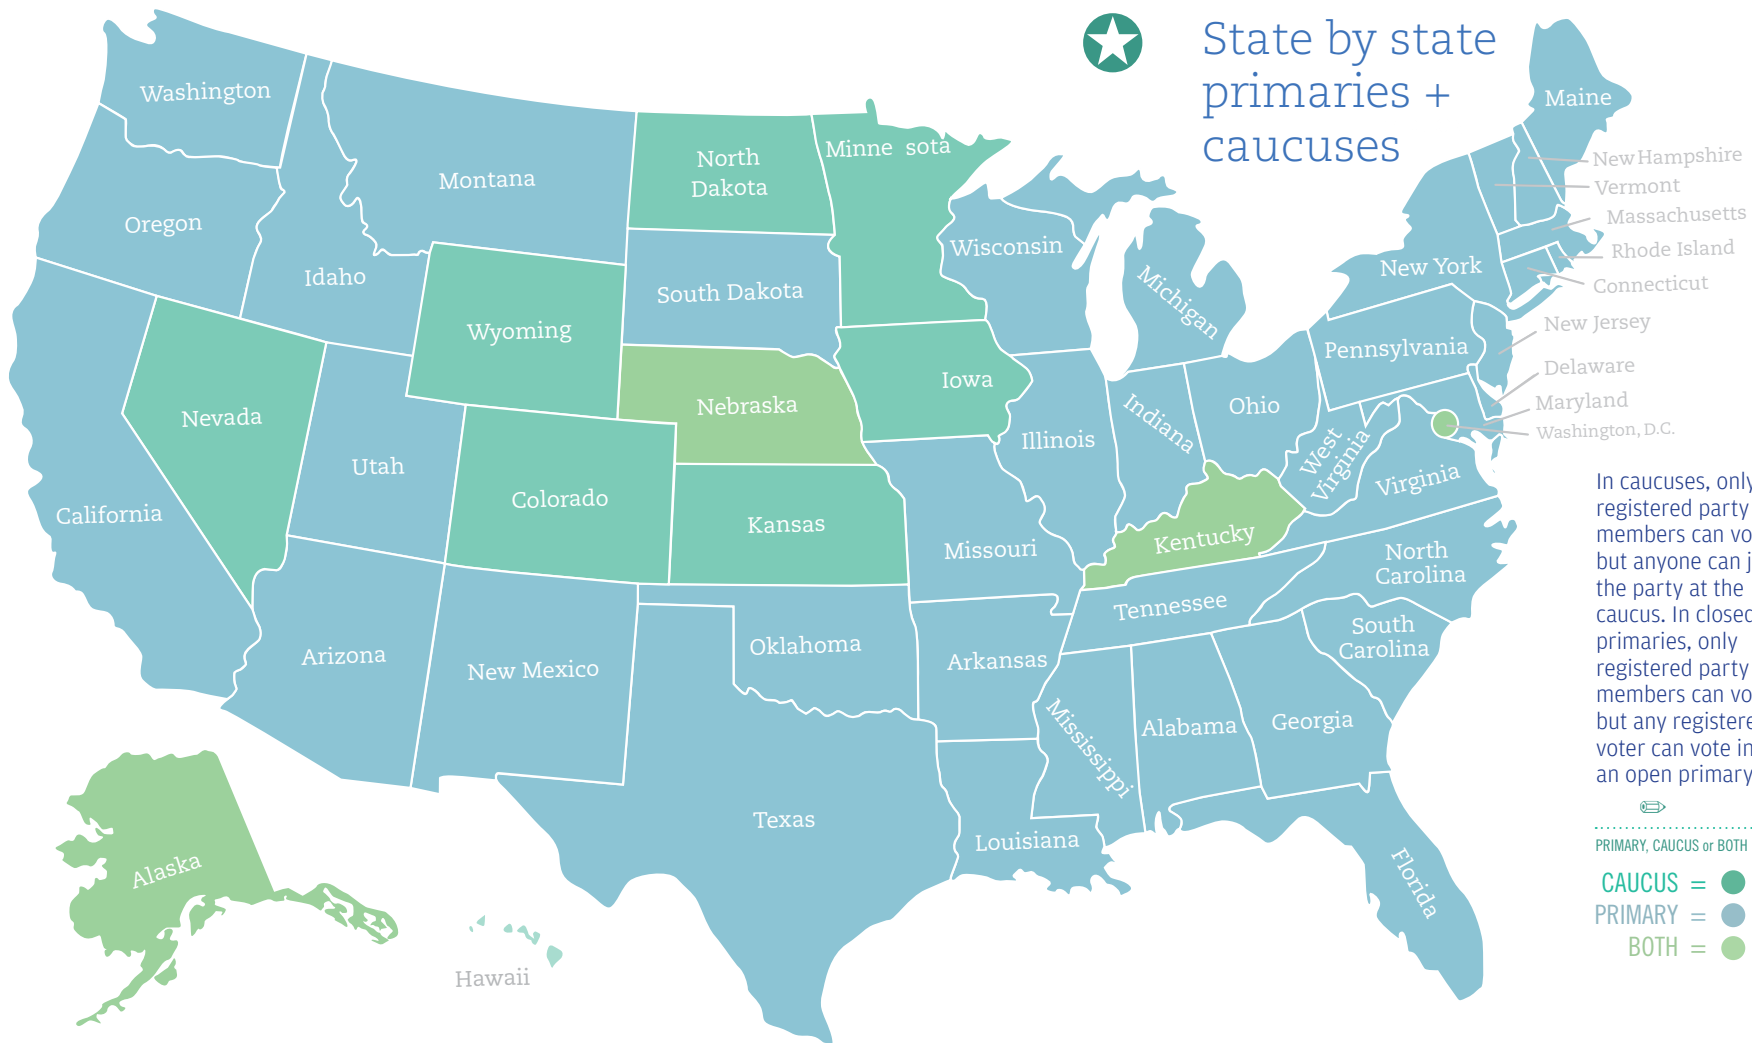 State by state
primaries +
caucuses
Washington
Oregon
California
Nevada
Idaho
Montana
Wyoming
Utah
Colorado
Arizona
New Mexico
North
Dakota
South Dakota
Nebraska
Kansas
Oklahoma
Texas
Minne sota
Iowa
Missouri
Arkansas
Louisiana
Wisconsin
Illinois
Michigan
Indiana
Ohio
Kentucky
Tennessee
Mississippi
Alabama
Georgia
Florida
South
Carolina
North
Carolina
Virginia
West
Virginia
Pennsylvania
New York
Maine
New Hampshire
Vermont
Massachusetts
Rhode Island
Connecticut
New Jersey
Delaware
Maryland
Washington, D.C.
Alaska
Hawaii
In caucuses, only
registered party
members can vo
but anyone can j
the party at the
caucus. In closed
primaries, only
registered party
members can vo
but any registere
voter can vote in
an open primary
PRIMARY, CAUCUS or BOTH
CAUCUS =
PRIMARY =
BOTH =